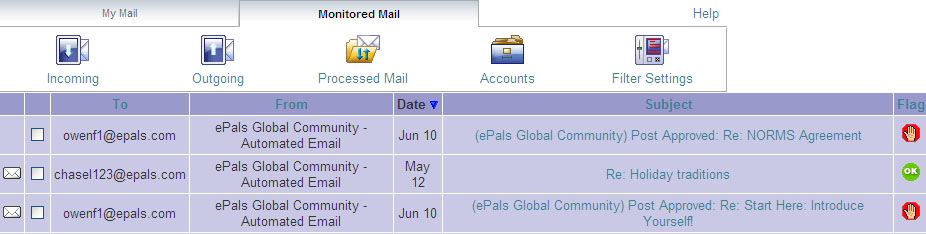 My Mail Monitored Mail Help
Incoming Outgoing Processed Mail Accounts Filter Settings
To From Date Subject Flag
owenf1@epals.com ePals Global Community - Automated Email Jun 10 (ePals Global Community) Post Approved: Re: NORMS Agreement
chasel123@epals.com ePals Global Community - Automated Email May 12 Re: Holiday traditions OK
owenf1@epals.com ePals Global Community - Automated Email Jun 10 (ePals Global Community) Post Approved: Re: Start Here: Introduce Yourself!